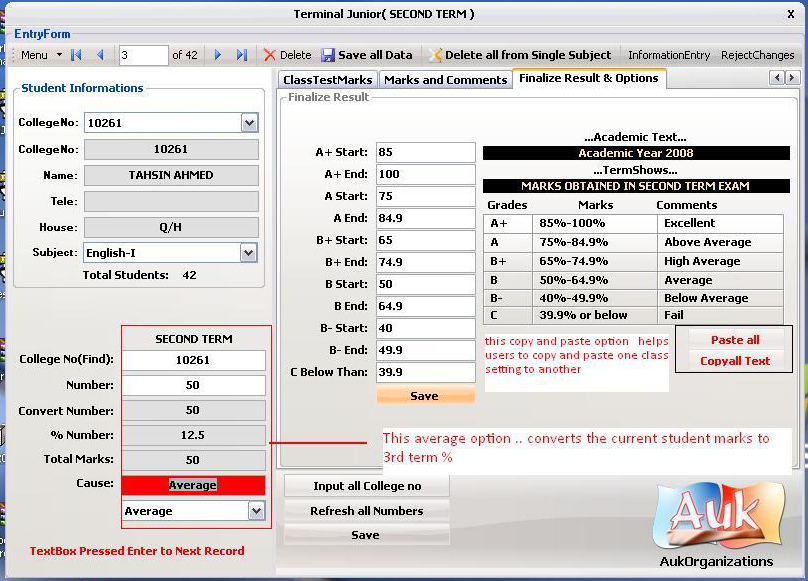 Terminal Junior( SECOND TERM )
X
EntryForm
Menu 3 of 42 Delete Save all Data Delete all from Single Subject InformationEntry RejectChanges
Student Informations
CollegeNo: 10261
CollegeNo: 10261
Name: TAHSIN AHMED
Tele:
House: Q/H
Subject: English-I
Total Students: 42
SECOND TERM
College No(Find): 10261
Number: 50
Convert Number: 50
% Number: 12.5
Total Marks: 50
Cause: Average
Average
TextBox Pressed Enter to Next Record
ClassTestMarks Marks and Comments Finalize Result & Options
Finalize Result
A+ Start: 85
A+ End: 100
A Start: 75
A End: 84.9
B+ Start: 65
B+ End: 74.9
B Start: 50
B End: 64.9
B- Start: 40
B- End: 49.9
C Below Than: 39.9
Save
...Academic Text...
Academic Year 2008
...TermShows...
MARKS OBTAINED IN SECOND TERM EXAM
Grades Marks Comments
A+ 85%-100% Excellent
A 75%-84.9% Above Average
B+ 65%-74.9% High Average
B 50%-64.9% Average
B- 40%-49.9% Below Average
C 39.9% or below Fail
this copy and paste option helps
users to copy and paste one class
setting to another
Paste all
Copyall Text
This average option .. converts the current student marks to
3rd term %
Input all College no
Refresh all Numbers
Save
Auk
AukOrganizations